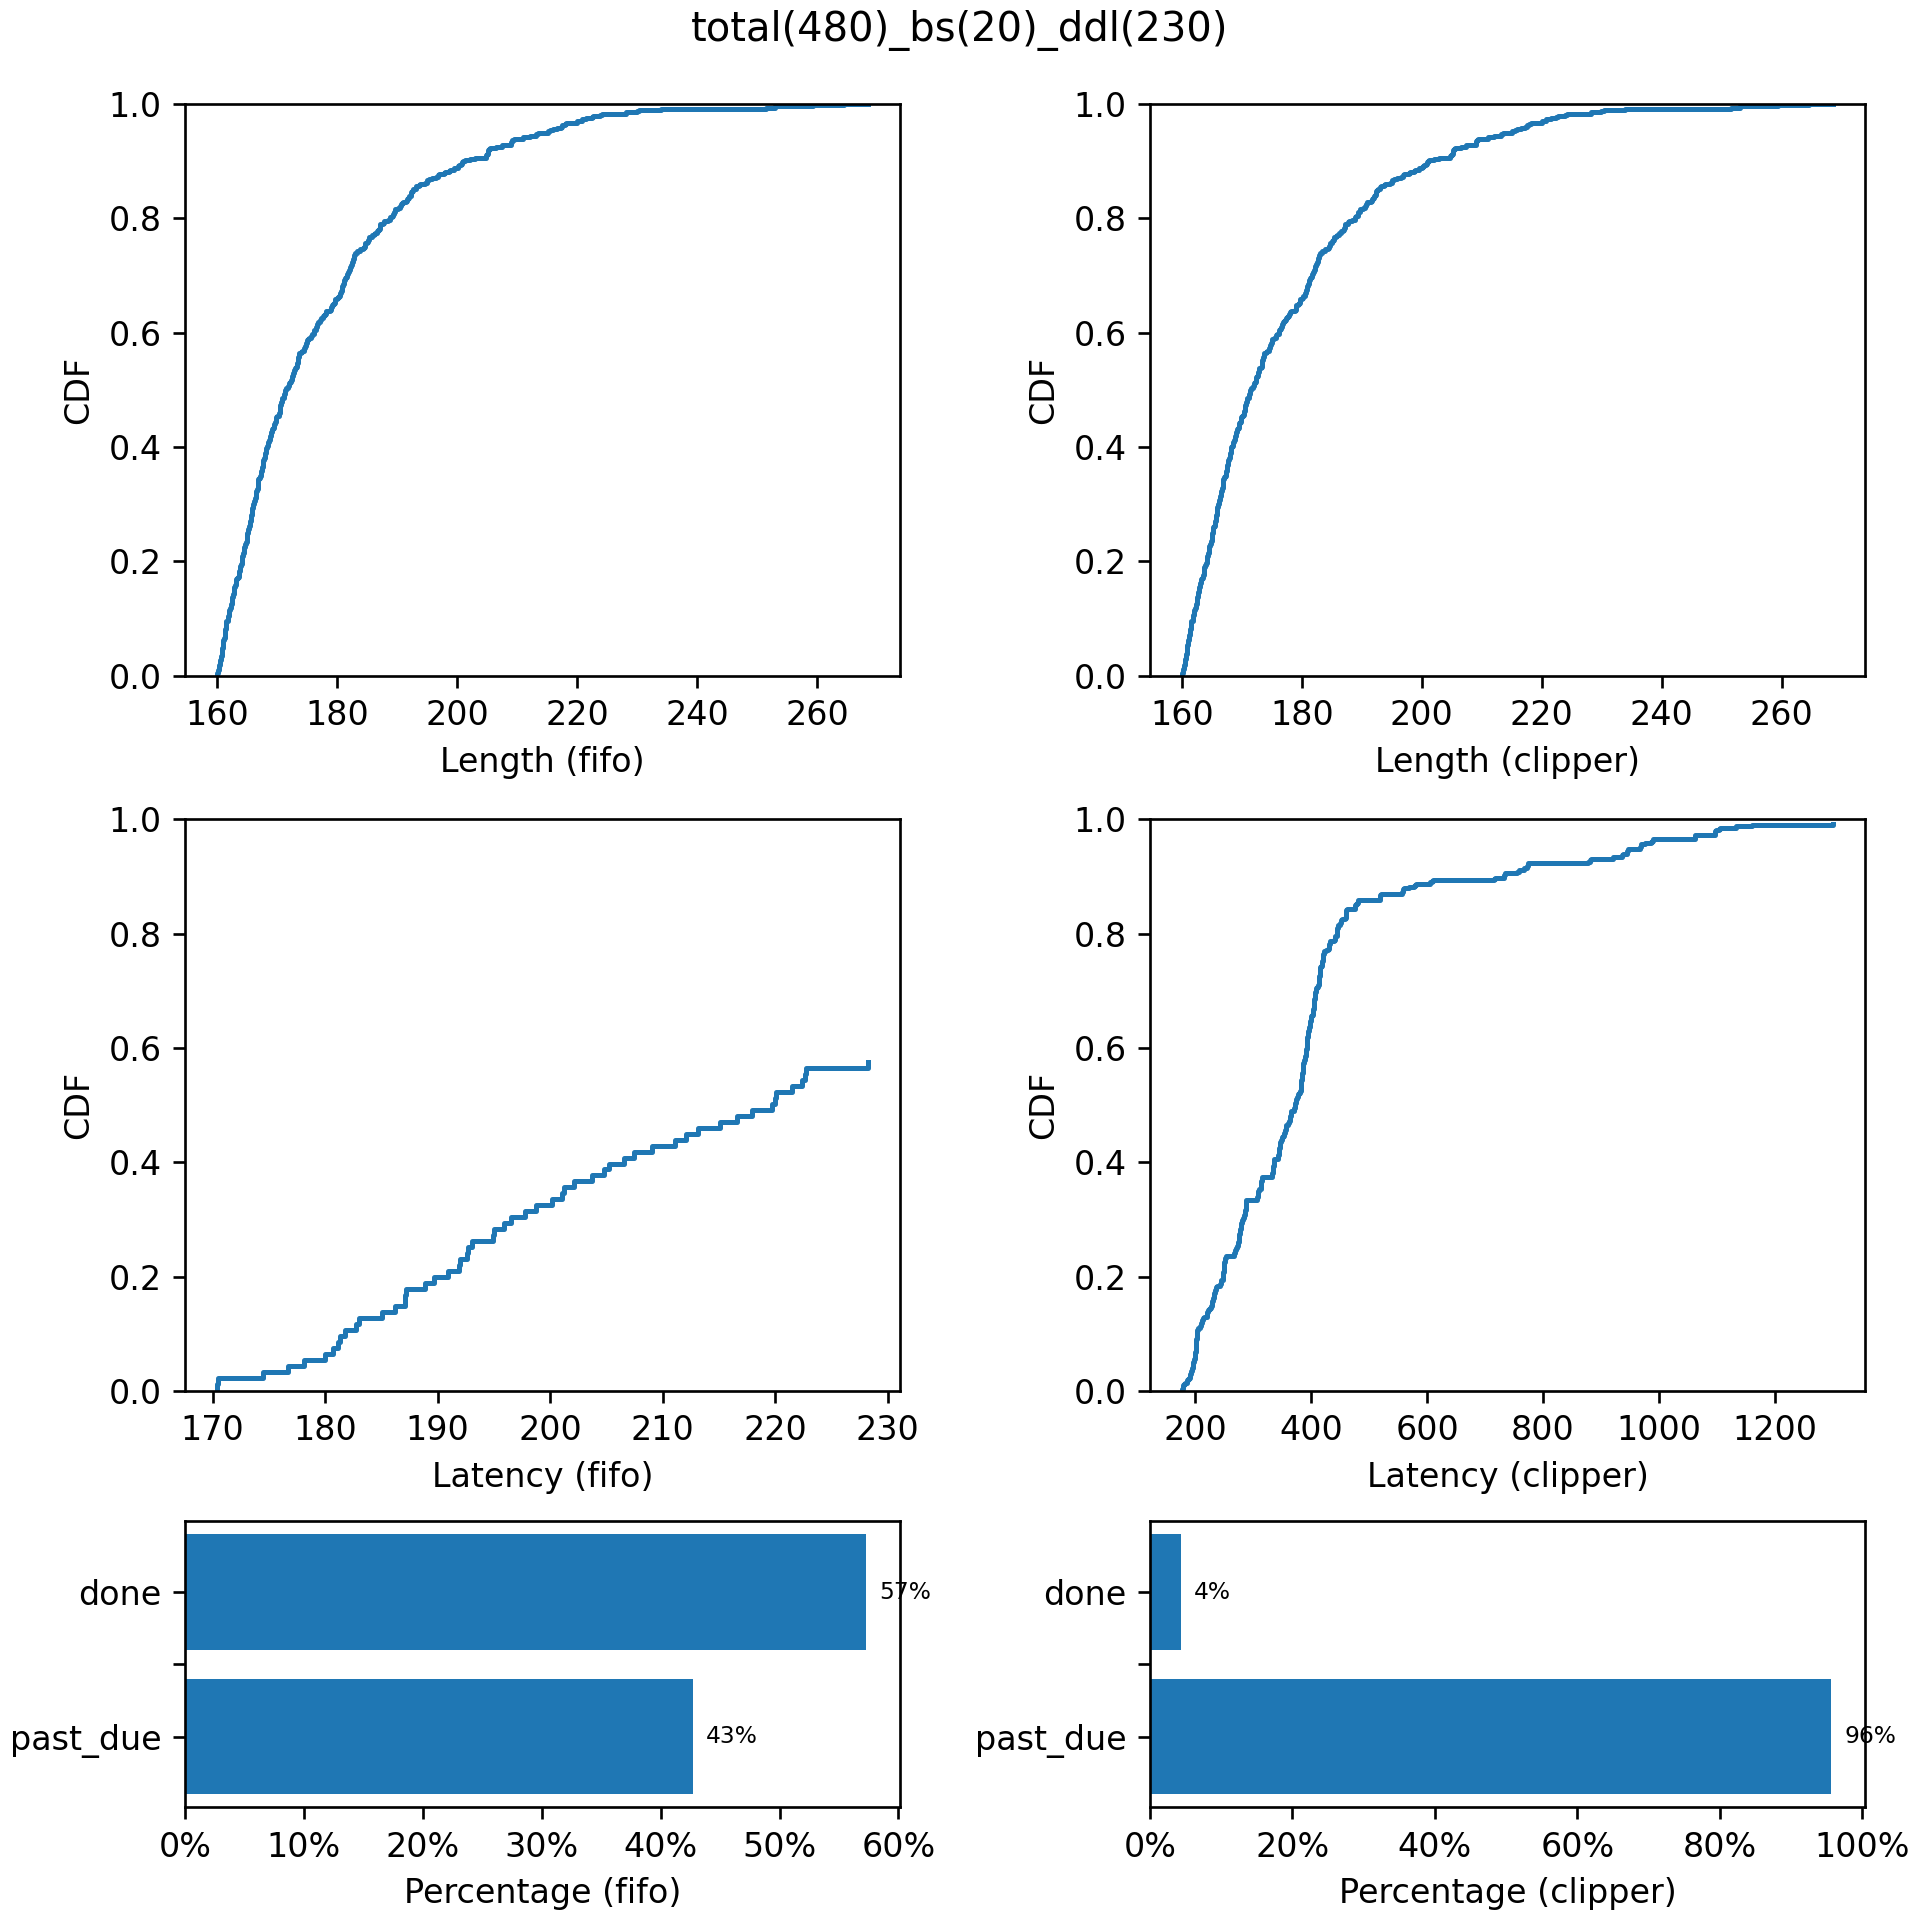 total(480)_bs(20)_ddl(230)
1.0
0.8
0.6
0.4
0.2
0.0
CDF
160 180 200 220 240 260
Length (fifo)
1.0
0.8
0.6
0.4
0.2
0.0
CDF
160 180 200 220 240 260
Length (clipper)
1.0
0.8
0.6
0.4
0.2
0.0
CDF
170 180 190 200 210 220 230
Latency (fifo)
1.0
0.8
0.6
0.4
0.2
0.0
CDF
200 400 600 800 1000 1200
Latency (clipper)
done 57%
past_due 43%
0% 10% 20% 30% 40% 50% 60%
Percentage (fifo)
done 4%
past_due 96%
0% 20% 40% 60% 80% 100%
Percentage (clipper)